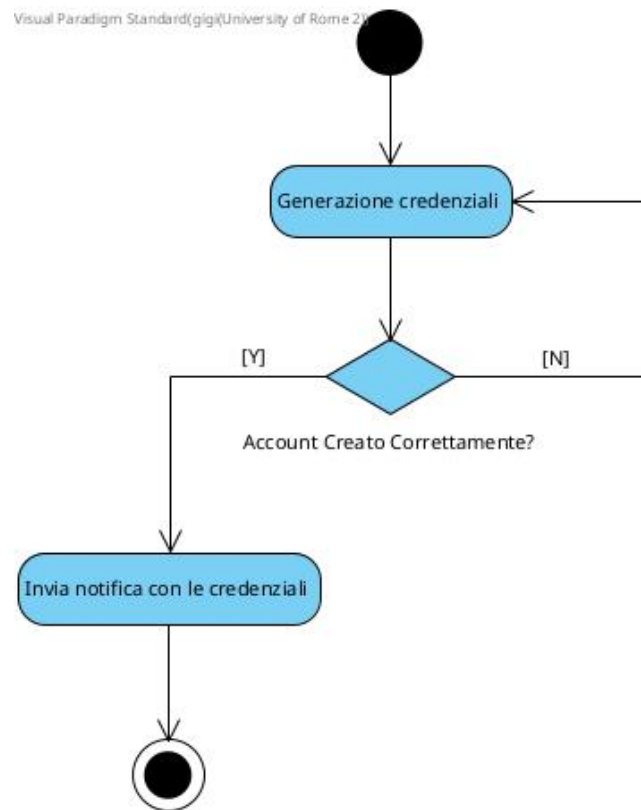 Visual Paradigm Standard(gigi(University of Rome 2))
Generazione credenziali
[Y]
[N]
Account Creato Correttamente?
Invia notifica con le credenziali